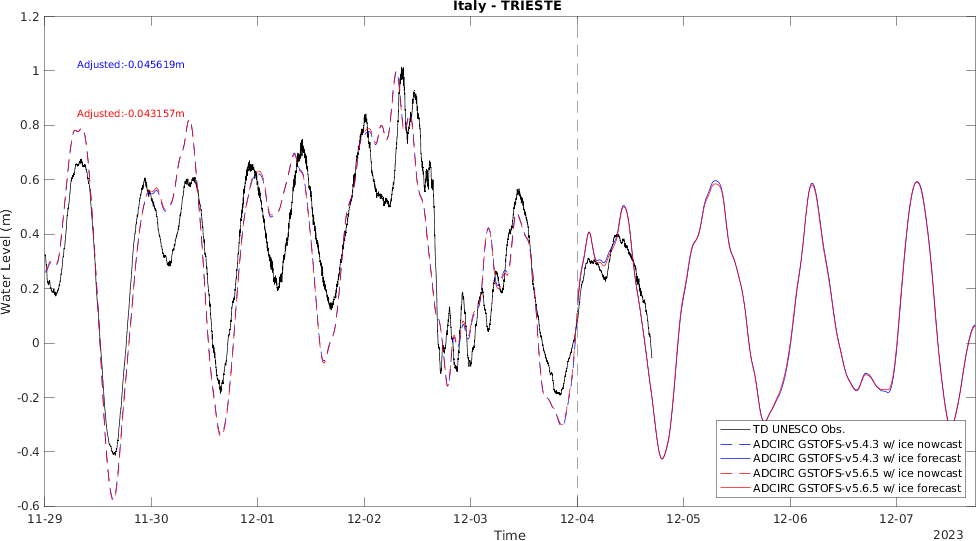 Italy - TRIESTE
Adjusted:-0.045619m
Adjusted:-0.043157m
Water Level (m)
1.2
1
0.8
0.6
0.4
0.2
0
-0.2
-0.4
-0.6
TD UNESCO Obs.
ADCIRC GSTOFS-v5.4.3 w/ ice nowcast
ADCIRC GSTOFS-v5.4.3 w/ ice forecast
ADCIRC GSTOFS-v5.6.5 w/ ice nowcast
ADCIRC GSTOFS-v5.6.5 w/ ice forecast
11-29 11-30 12-01 12-02 12-03 12-04 12-05 12-06 12-07
Time
2023